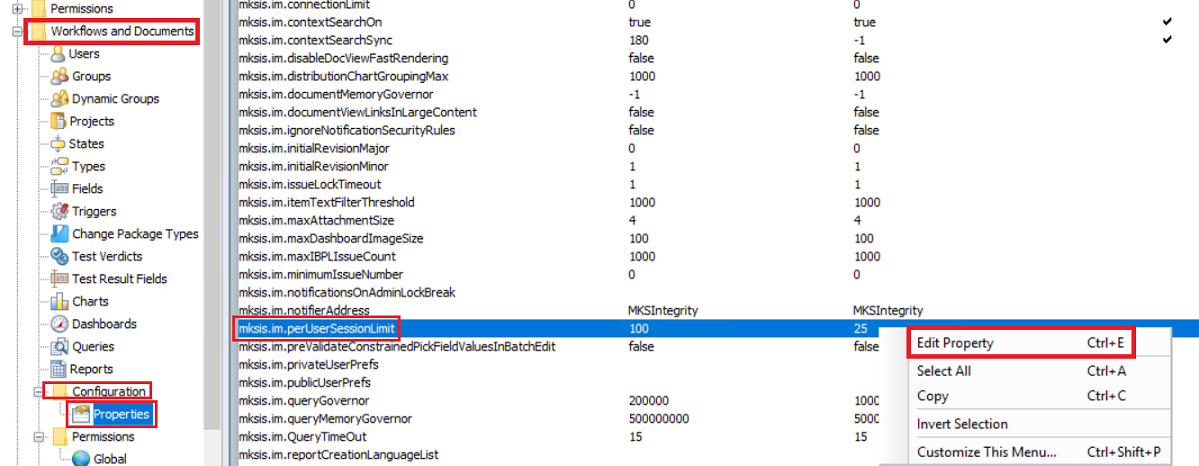 Permissions
Workflows and Documents
Users
Groups
Dynamic Groups
Projects
States
Types
Fields
Triggers
Change Package Types
Test Verdicts
Test Result Fields
Charts
Dashboards
Queries
Reports
Configuration
Properties
Permissions
Global
mksis.im.connectionLimit 0 0
mksis.im.contextSearchOn true true
mksis.im.contextSearchSync 180 -1
mksis.im.disableDocViewFastRendering false false
mksis.im.distributionChartGroupingMax 1000 1000
mksis.im.documentMemoryGovernor -1 -1
mksis.im.documentViewLinksInLargeContent false false
mksis.im.ignoreNotificationSecurityRules false false
mksis.im.initialRevisionMajor 0 0
mksis.im.initialRevisionMinor 1 1
mksis.im.issueLockTimeout 1 1
mksis.im.itemTextFilterThreshold 1000 1000
mksis.im.maxAttachmentSize 4 4
mksis.im.maxDashboardImageSize 100 100
mksis.im.maxIBPLIssueCount 1000 1000
mksis.im.minimumIssueNumber 0 0
mksis.im.notificationsOnAdminLockBreak
mksis.im.notifierAddress MKSIntegrity MKSIntegrity
mksis.im.perUserSessionLimit 100 25
mksis.im.preValidateConstrainedPickFieldValuesInBatchEdit false false
mksis.im.privateUserPrefs
mksis.im.publicUserPrefs
mksis.im.queryGovernor 200000
mksis.im.queryMemoryGovernor 500000000
mksis.im.QueryTimeOut 15 15
mksis.im.reportCreationLanguageList
Edit Property Ctrl+E
Select All Ctrl+A
Copy Ctrl+C
Invert Selection
Customize This Menu... Ctrl+Shift+P